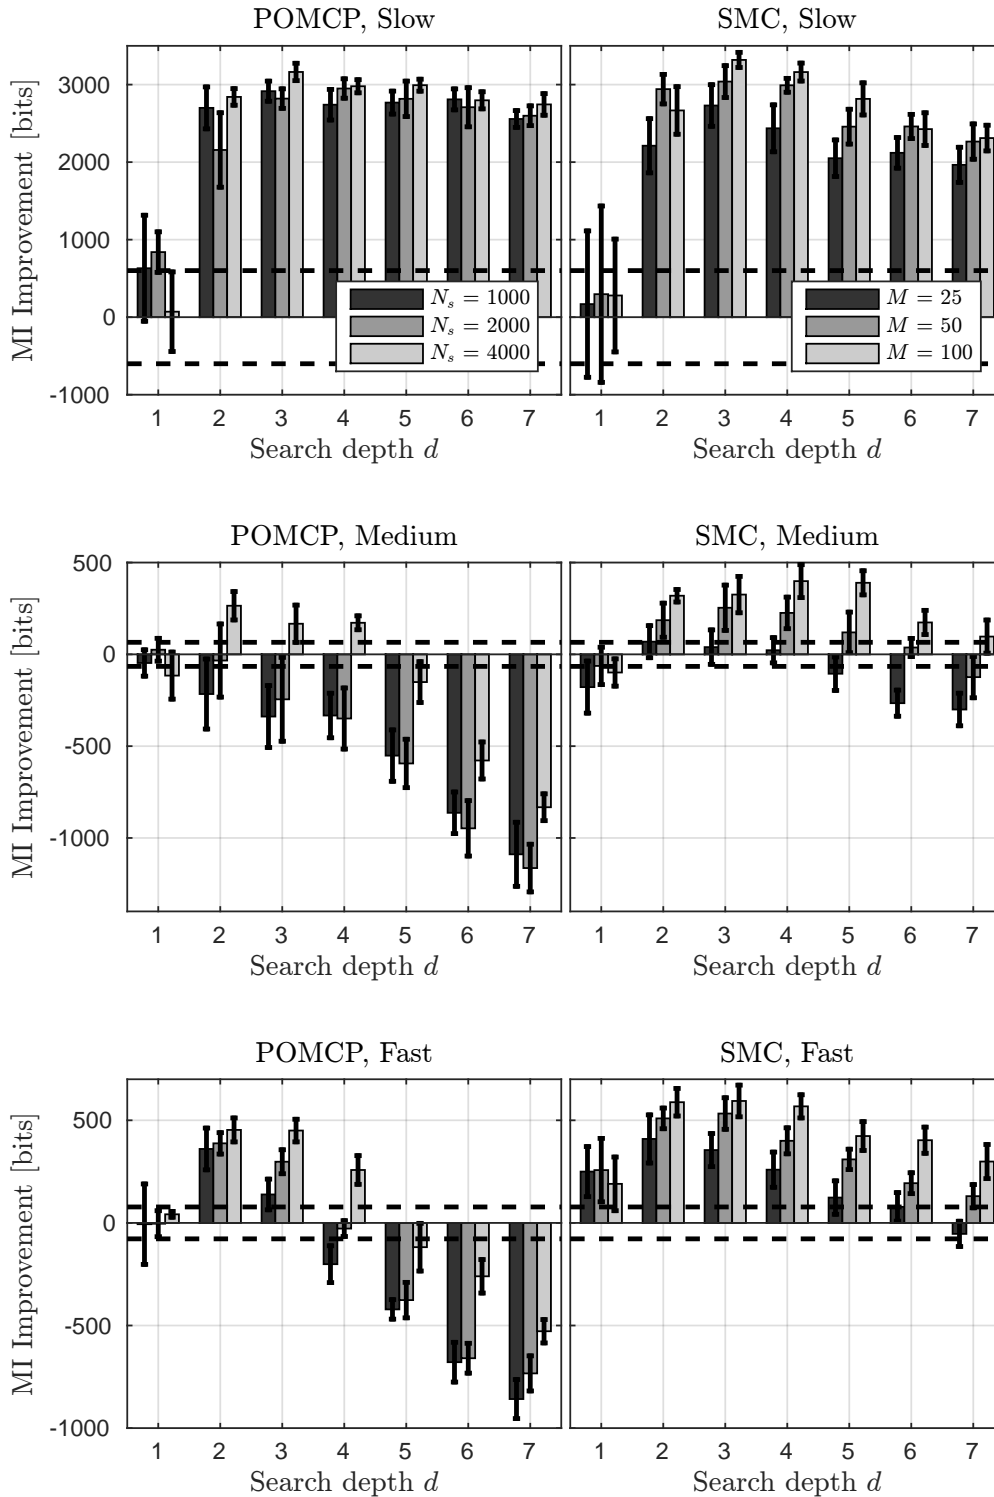 POMCP, Slow
SMC, Slow
MI Improvement [bits]
3000
2000
1000
0
-1000
N_s = 1000
N_s = 2000
N_s = 4000
M = 25
M = 50
M = 100
1 2 3 4 5 6 7
1 2 3 4 5 6 7
Search depth d
Search depth d
POMCP, Medium
SMC, Medium
MI Improvement [bits]
500
0
-500
-1000
1 2 3 4 5 6 7
1 2 3 4 5 6 7
Search depth d
Search depth d
POMCP, Fast
SMC, Fast
MI Improvement [bits]
500
0
-500
-1000
1 2 3 4 5 6 7
1 2 3 4 5 6 7
Search depth d
Search depth d